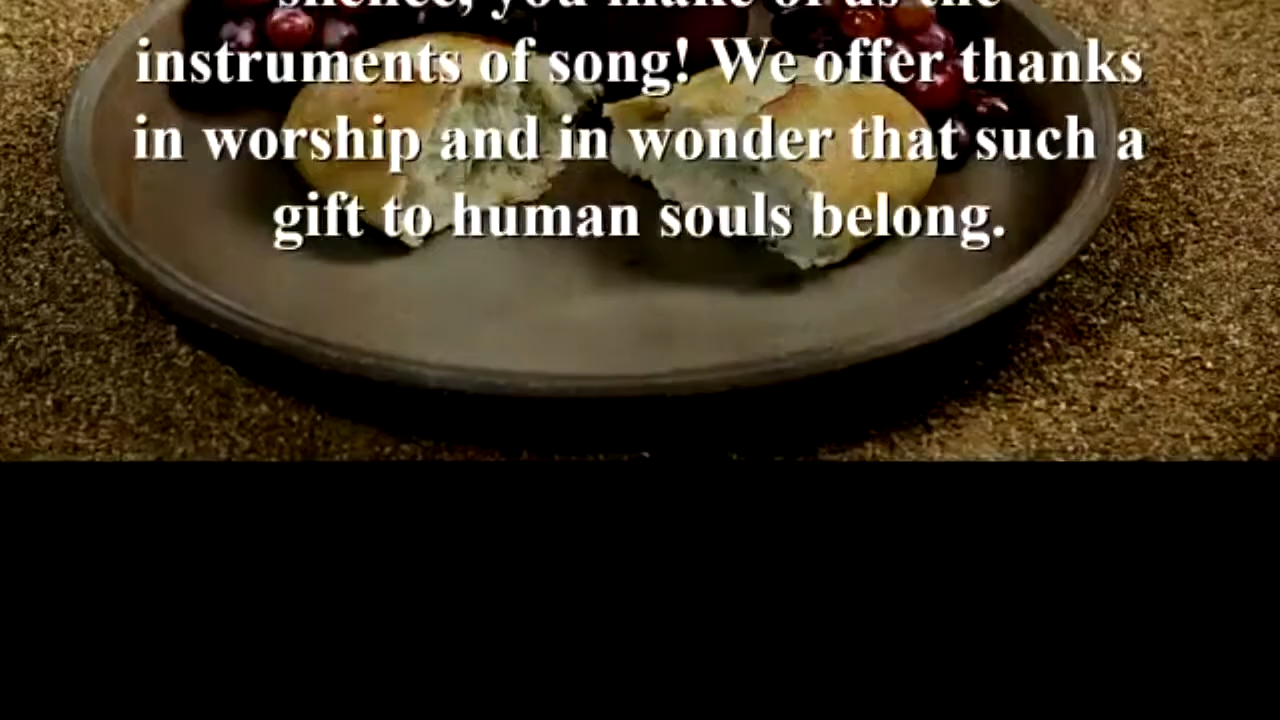 silence, you make of us the
instruments of song! We offer thanks
in worship and in wonder that such a
gift to human souls belong.